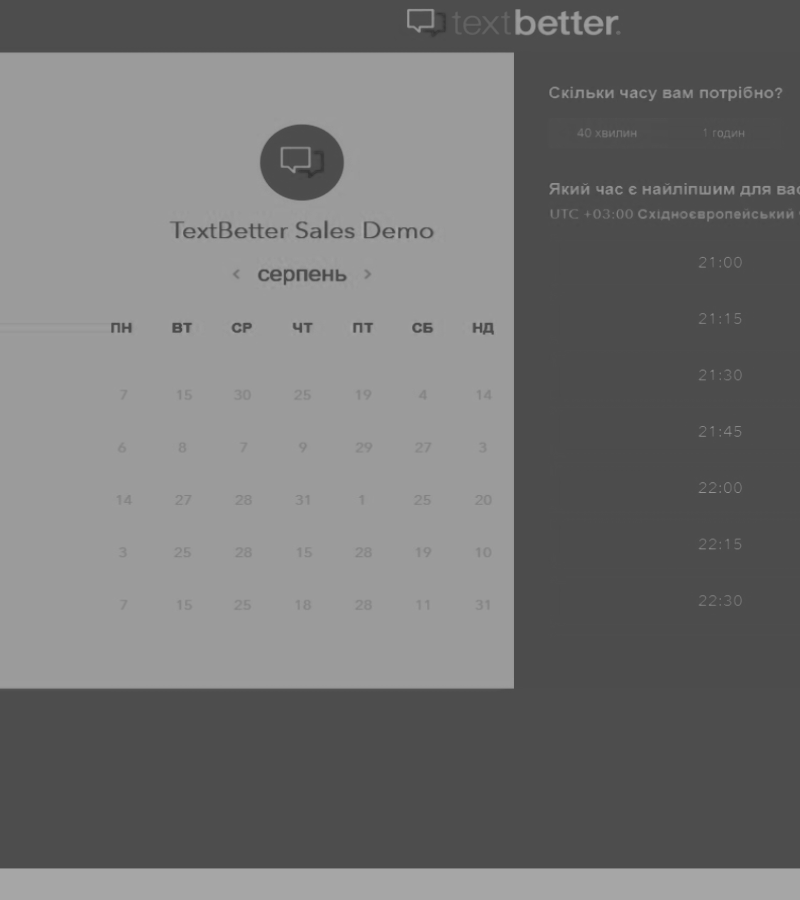 textbetter.
TextBetter Sales Demo
< серпень >
ПН ВТ СР ЧТ ПТ СБ НД
7 15 30 25 19 4 14
6 8 7 9 29 27 3
14 27 28 31 1 25 20
3 25 28 15 28 19 10
7 15 25 18 28 11 31
Скільки часу вам потрібно?
40 хвилин 1 годин
Який час є найліпшим для вас
UTC +03:00 Східноєвропейський
21:00
21:15
21:30
21:45
22:00
22:15
22:30